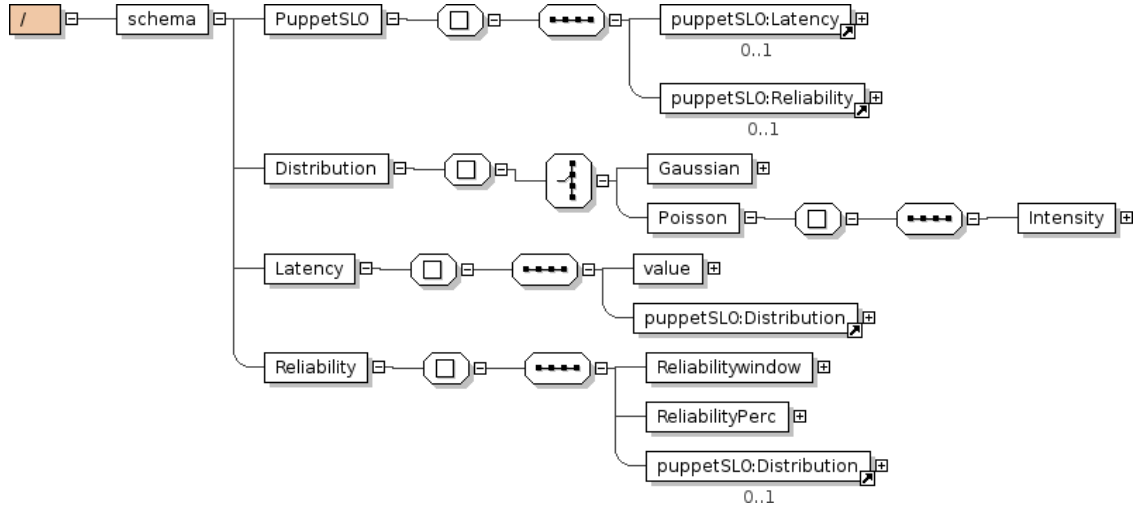 /
schema
PuppetSLO
puppetSLO:Latency
0..1
puppetSLO:Reliability
0..1
Distribution
Gaussian
Poisson
Intensity
Latency
value
puppetSLO:Distribution
Reliability
Reliabilitywindow
ReliabilityPerc
puppetSLO:Distribution
0..1